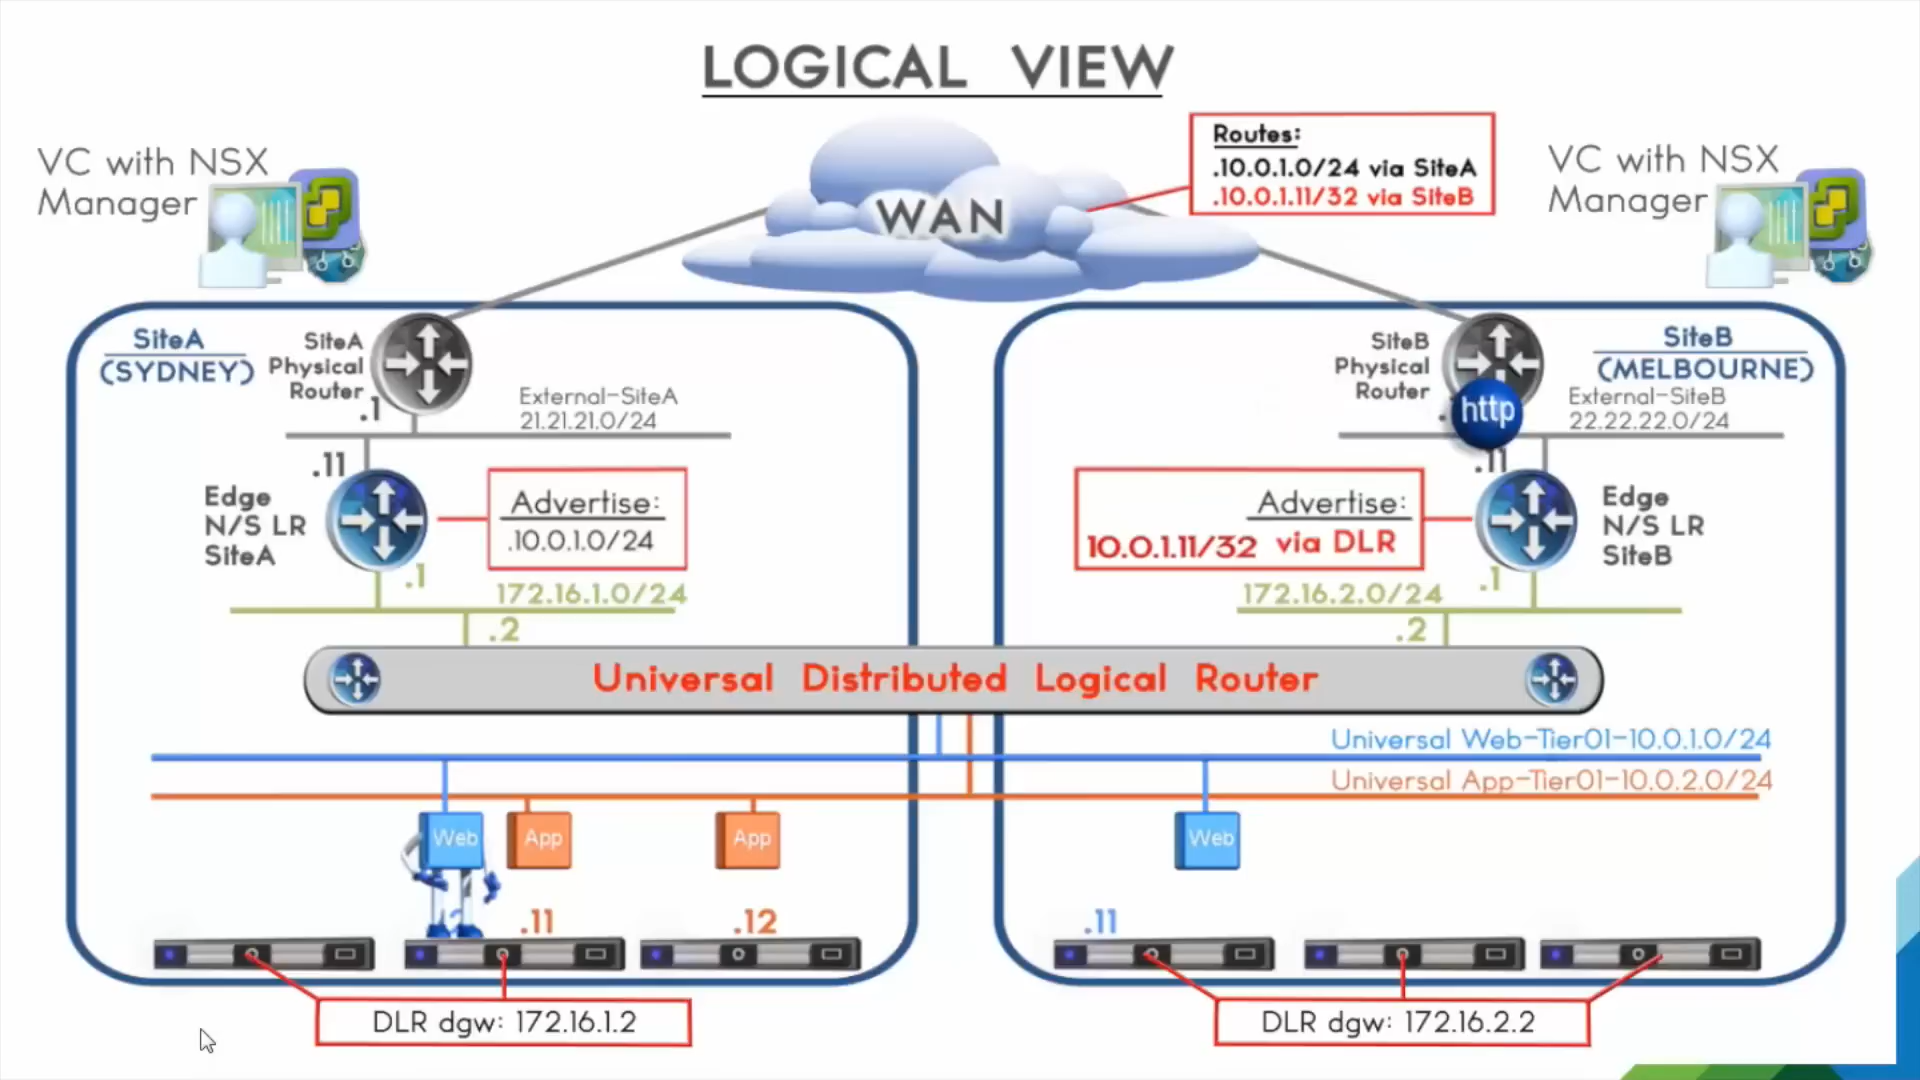 LOGICAL VIEW
VC with NSX
Manager
WAN
Routes:
.10.0.1.0/24 via SiteA
.10.0.1.11/32 via SiteB
VC with NSX
Manager
SiteA
(SYDNEY)
SiteA
Physical
Router
.1
External-SiteA
21.21.21.0/24
.11
Edge
N/S LR
SiteA
Advertise:
.10.0.1.0/24
.1
172.16.1.0/24
.2
SiteB
Physical
Router
http
SiteB
(MELBOURNE)
External-SiteB
22.22.22.0/24
.11
Advertise:
10.0.1.11/32 via DLR
Edge
N/S LR
SiteB
172.16.2.0/24
.1
.2
Universal Distributed Logical Router
Universal Web-Tier01-10.0.1.0/24
Universal App-Tier01-10.0.2.0/24
Web
App
App
Web
.11
.12
.11
DLR dgw: 172.16.1.2
DLR dgw: 172.16.2.2